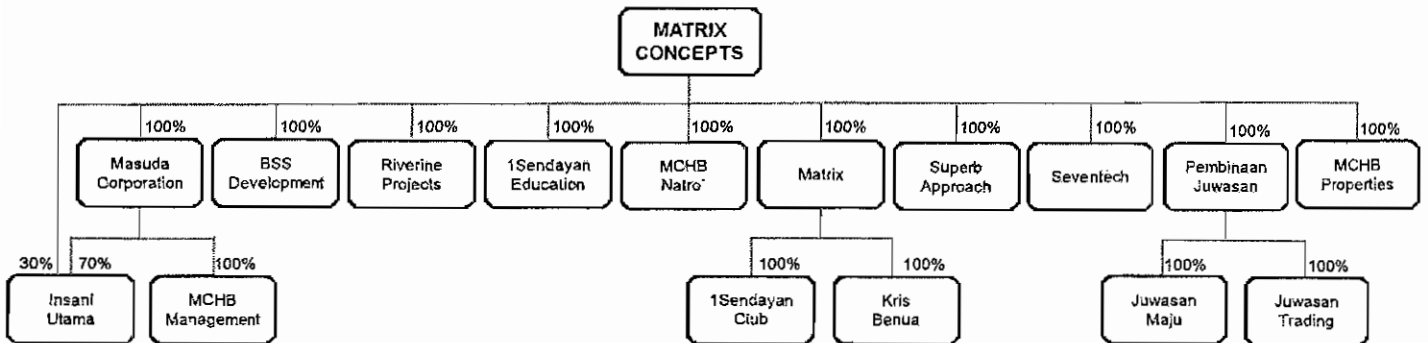 MATRIX
CONCEPTS
100%
100%
100%
100%
100%
100%
100%
100%
100%
100%
Masuda
Corporation
BSS
Development
Riverine
Projects
1Sendayan
Education
MCHB
Natro*
Matrix
Superb
Approach
Seventech
Pembinaan
Juwasan
MCHB
Properties
30%
70%
100%
100%
100%
100%
100%
Insani
Utama
MCHB
Management
1Sendayan
Club
Kris
Benua
Juwasan
Maju
Juwasan
Trading